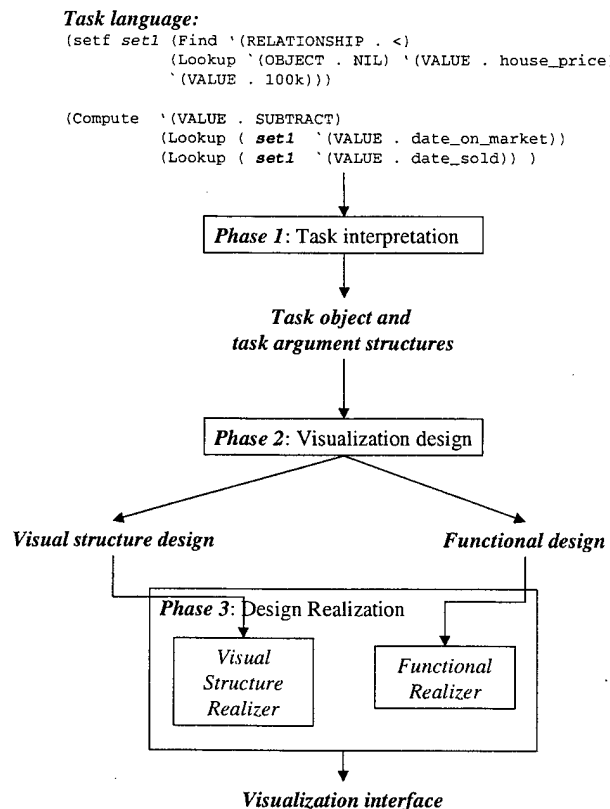 Task language:
(setf set1 (Find `(RELATIONSHIP . <)
(Lookup `(OBJECT . NIL) `(VALUE . house_price
`(VALUE . 100k)))
(Compute `(VALUE . SUBTRACT)
(Lookup ( set1 `(VALUE . date_on_market))
(Lookup ( set1 `(VALUE . date_sold)) )
Phase 1: Task interpretation
Task object and
task argument structures
Phase 2: Visualization design
Visual structure design
Functional design
Phase 3: Design Realization
Visual
Structure
Realizer
Functional
Realizer
Visualization interface